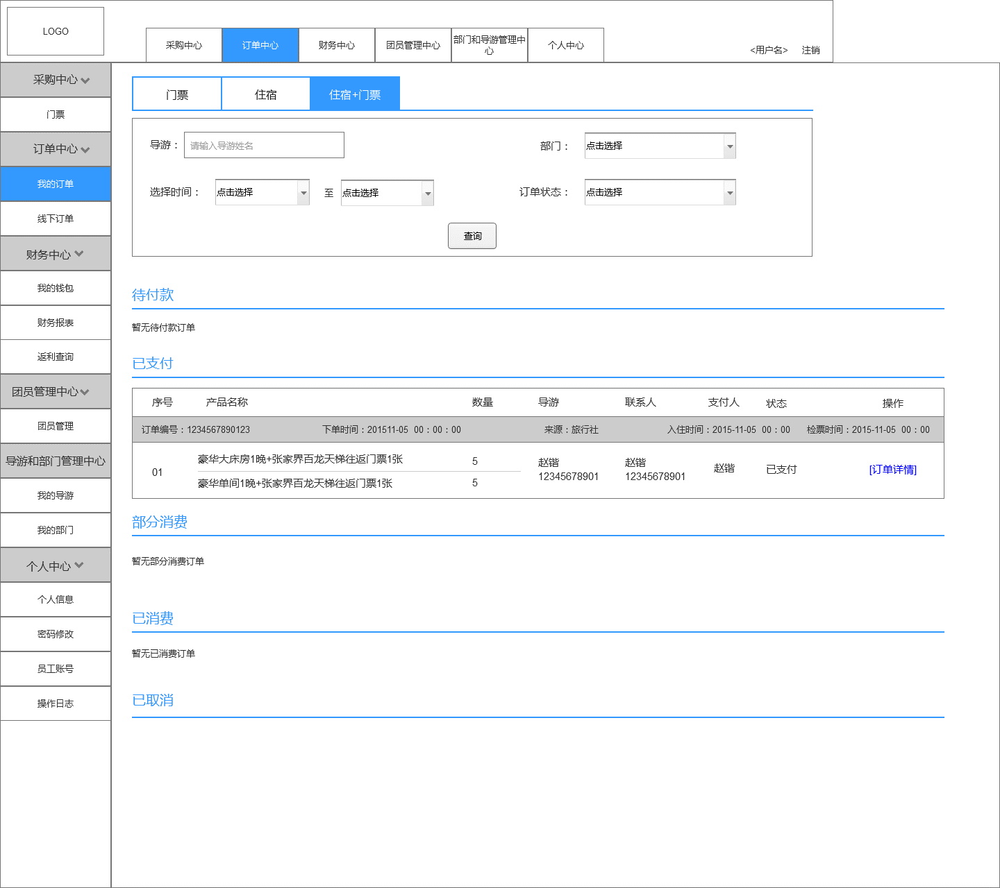 LOGO
采购中心
订单中心
财务中心
团员管理中心
部门和导游管理中
心
个人中心
<用户名>
注销
采购中心
门票
订单中心
我的订单
线下订单
财务中心
我的钱包
财务报表
返利查询
团员管理中心
团员管理
导游和部门管理中心
我的导游
我的部门
个人中心
个人信息
密码修改
员工账号
操作日志
门票
住宿
住宿+门票
导游：
请输入导游姓名
部门：
点击选择
选择时间：
点击选择
至
点击选择
订单状态：
点击选择
查询
待付款
暂无待付款订单
已支付
序号 产品名称 数量 导游 联系人 支付人 状态 操作
订单编号：1234567890123 下单时间：201511-05 00：00：00 来源：旅行社 入住时间：2015-11-05 00：00 检票时间：2015-11-05 00：00
01
豪华大床房1晚+张家界百龙天梯往返门票1张 5
豪华单间1晚+张家界百龙天梯往返门票1张 5
赵锴
12345678901
赵锴
12345678901
赵锴
已支付
[订单详情]
部分消费
暂无部分消费订单
已消费
暂无已消费订单
已取消